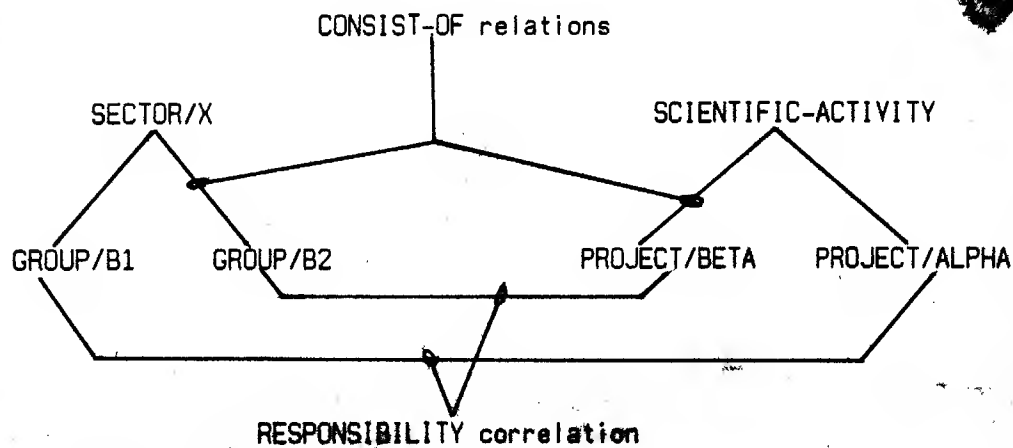 CONSIST-OF relations
SECTOR/X SCIENTIFIC-ACTIVITY
GROUP/B1 GROUP/B2 PROJECT/BETA PROJECT/ALPHA
RESPONSIBILITY correlation